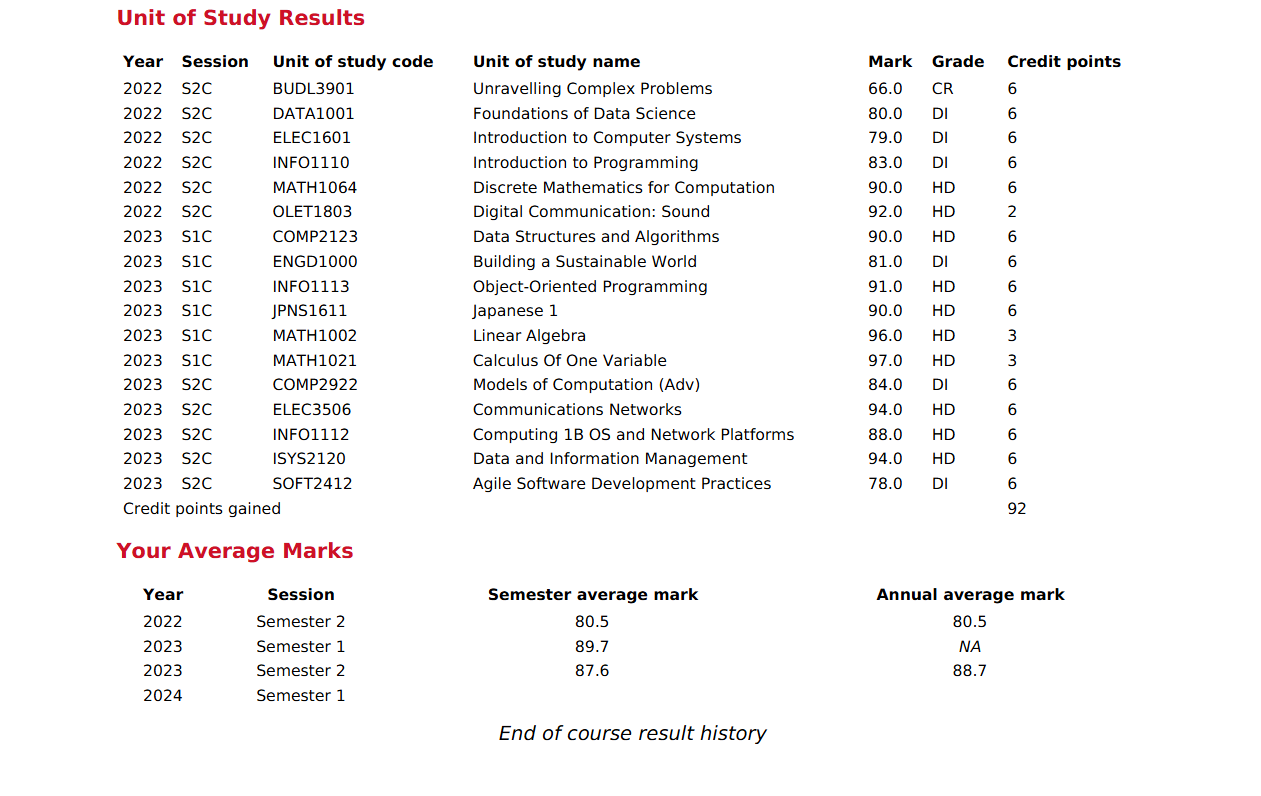 Unit of Study Results
Year Session Unit of study code Unit of study name Mark Grade Credit points
2022 S2C BUDL3901 Unravelling Complex Problems 66.0 CR 6
2022 S2C DATA1001 Foundations of Data Science 80.0 DI 6
2022 S2C ELEC1601 Introduction to Computer Systems 79.0 DI 6
2022 S2C INFO1110 Introduction to Programming 83.0 DI 6
2022 S2C MATH1064 Discrete Mathematics for Computation 90.0 HD 6
2022 S2C OLET1803 Digital Communication: Sound 92.0 HD 2
2023 S1C COMP2123 Data Structures and Algorithms 90.0 HD 6
2023 S1C ENGD1000 Building a Sustainable World 81.0 DI 6
2023 S1C INFO1113 Object-Oriented Programming 91.0 HD 6
2023 S1C JPNS1611 Japanese 1 90.0 HD 6
2023 S1C MATH1002 Linear Algebra 96.0 HD 3
2023 S1C MATH1021 Calculus Of One Variable 97.0 HD 3
2023 S2C COMP2922 Models of Computation (Adv) 84.0 DI 6
2023 S2C ELEC3506 Communications Networks 94.0 HD 6
2023 S2C INFO1112 Computing 1B OS and Network Platforms 88.0 HD 6
2023 S2C ISYS2120 Data and Information Management 94.0 HD 6
2023 S2C SOFT2412 Agile Software Development Practices 78.0 DI 6
Credit points gained 92
Your Average Marks
Year Session Semester average mark Annual average mark
2022 Semester 2 80.5 80.5
2023 Semester 1 89.7 NA
2023 Semester 2 87.6 88.7
2024 Semester 1
End of course result history